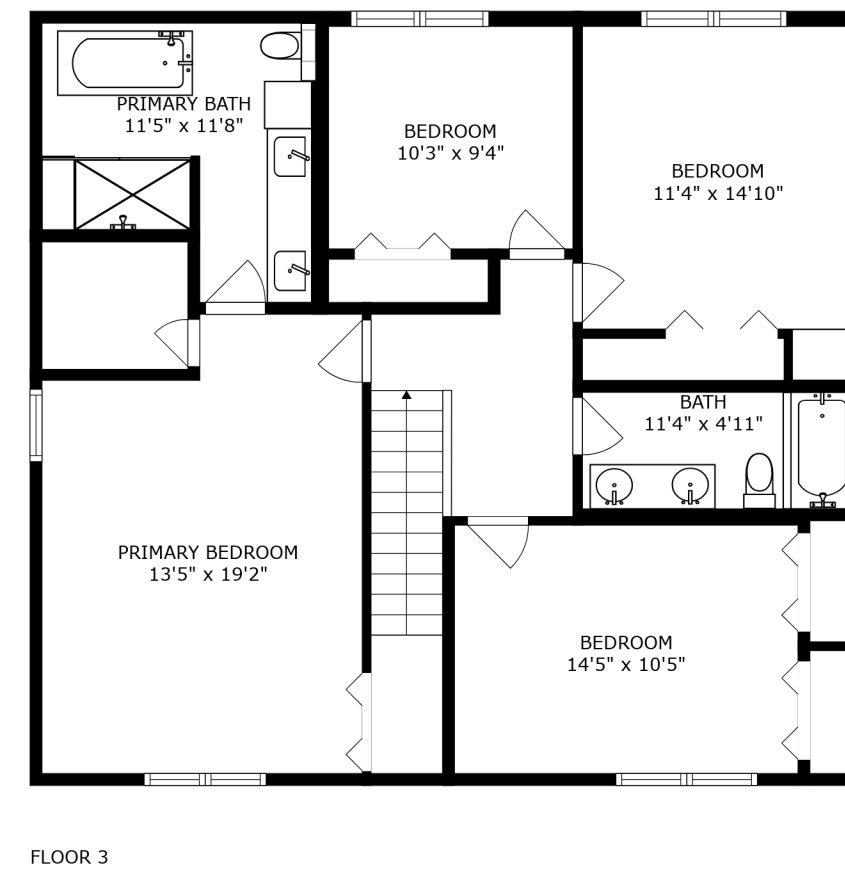 PRIMARY BATH
11'5" x 11'8"
BEDROOM
10'3" x 9'4"
BEDROOM
11'4" x 14'10"
BATH
11'4" x 4'11"
PRIMARY BEDROOM
13'5" x 19'2"
BEDROOM
14'5" x 10'5"
FLOOR 3